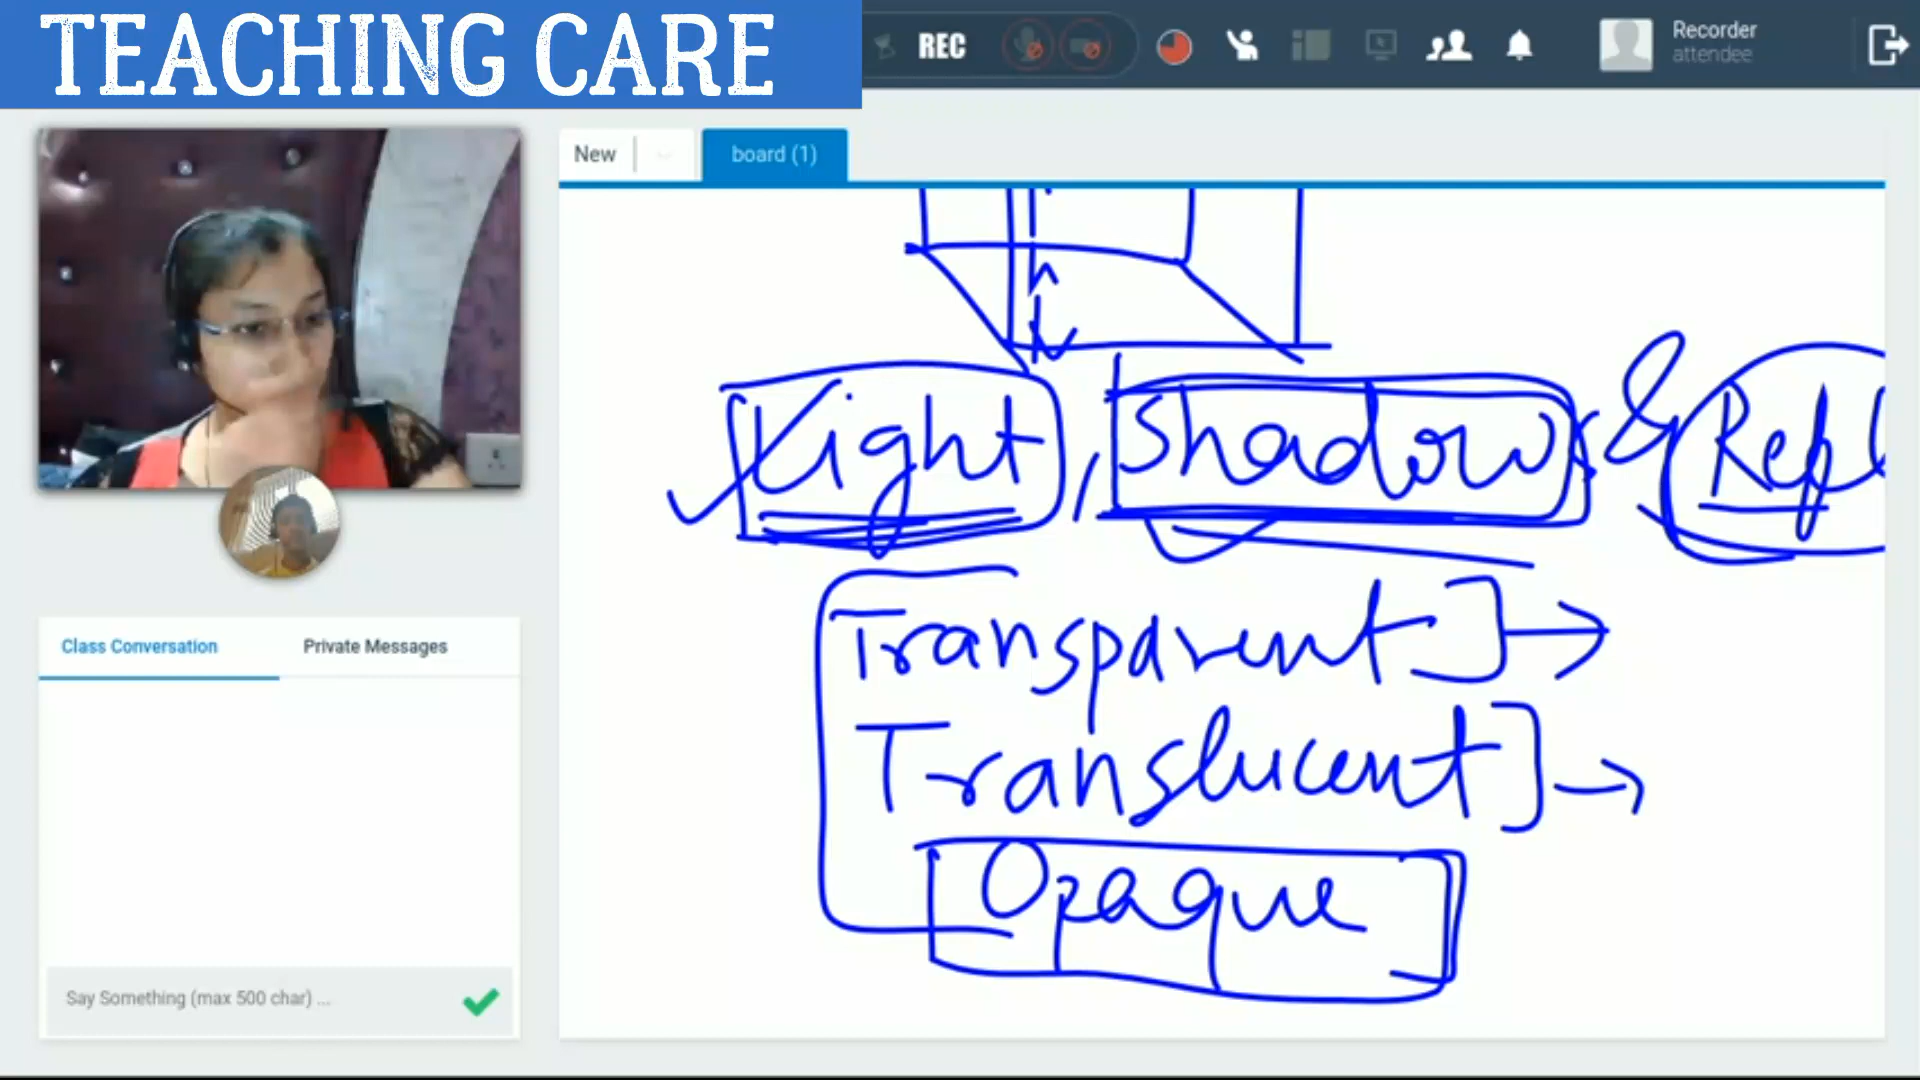 TEACHING CARE
REC
Recorder
attendee
New
board (1)
Light, Shadows & Refl
Transparent
Translucent
Opaque
Class Conversation
Private Messages
Say Something (max 500 char) ...